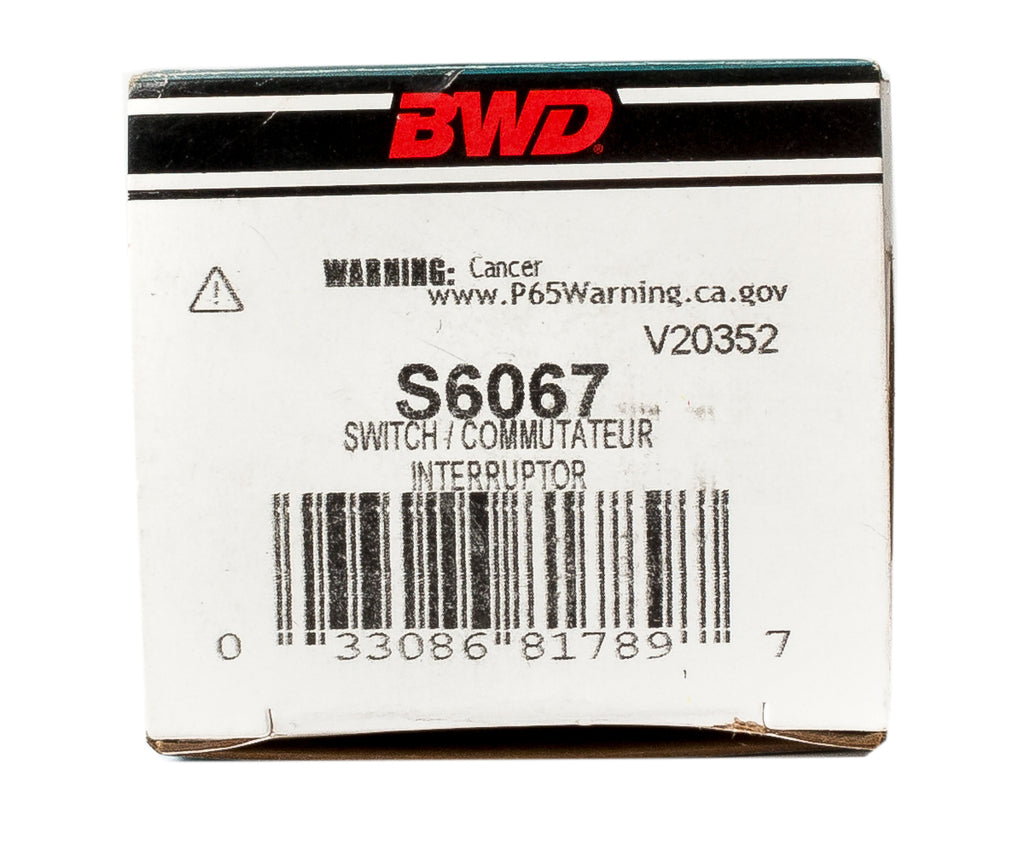 BWD®
WARNING: Cancer
www.P65Warning.ca.gov
V20352
S6067
SWITCH / COMMUTATEUR
INTERRUPTOR
0 33086 81789 7